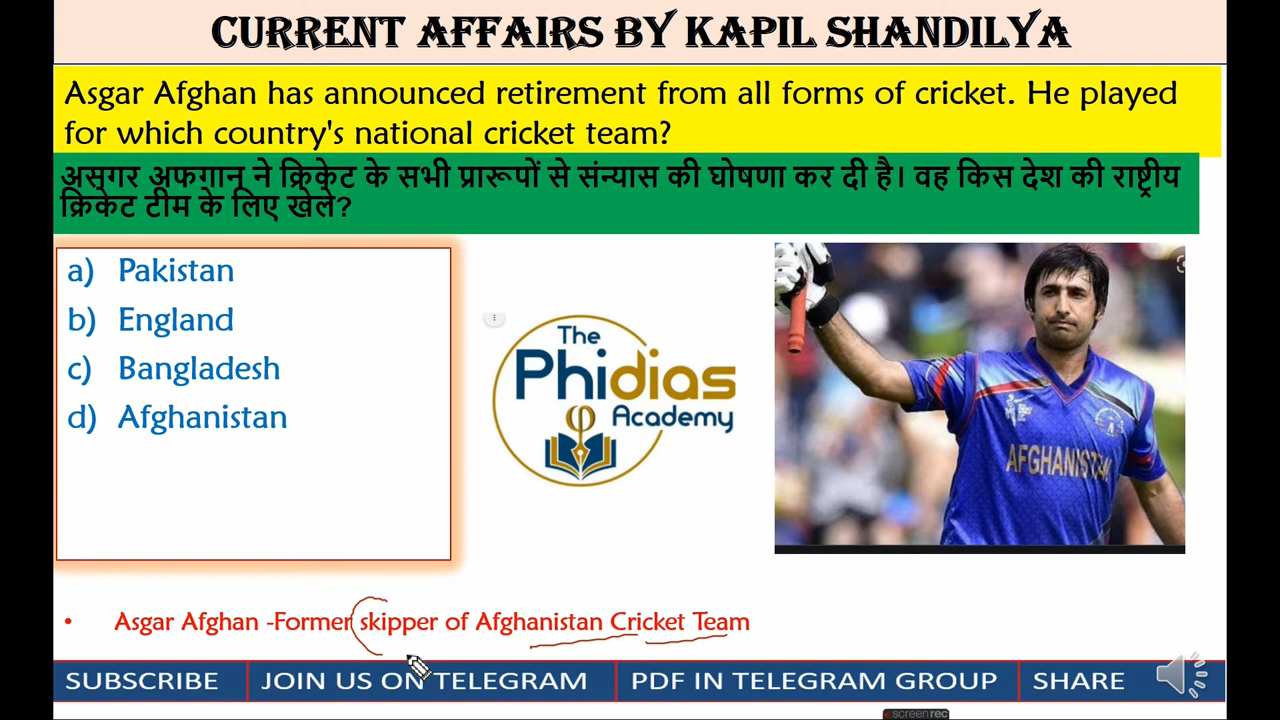 CURRENT AFFAIRS BY KAPIL SHANDILYA
Asgar Afghan has announced retirement from all forms of cricket. He played
for which country's national cricket team?
असगर अफगान ने क्रिकेट के सभी प्रारूपों से संन्यास की घोषणा कर दी है। वह किस देश की राष्ट्रीय
क्रिकेट टीम के लिए खेले?
a) Pakistan
b) England
c) Bangladesh
d) Afghanistan
The
Phidias
Academy
AFGHANISTAN
• Asgar Afghan -Former skipper of Afghanistan Cricket Team
SUBSCRIBE
JOIN US ON TELEGRAM
PDF IN TELEGRAM GROUP
SHARE
screenrec